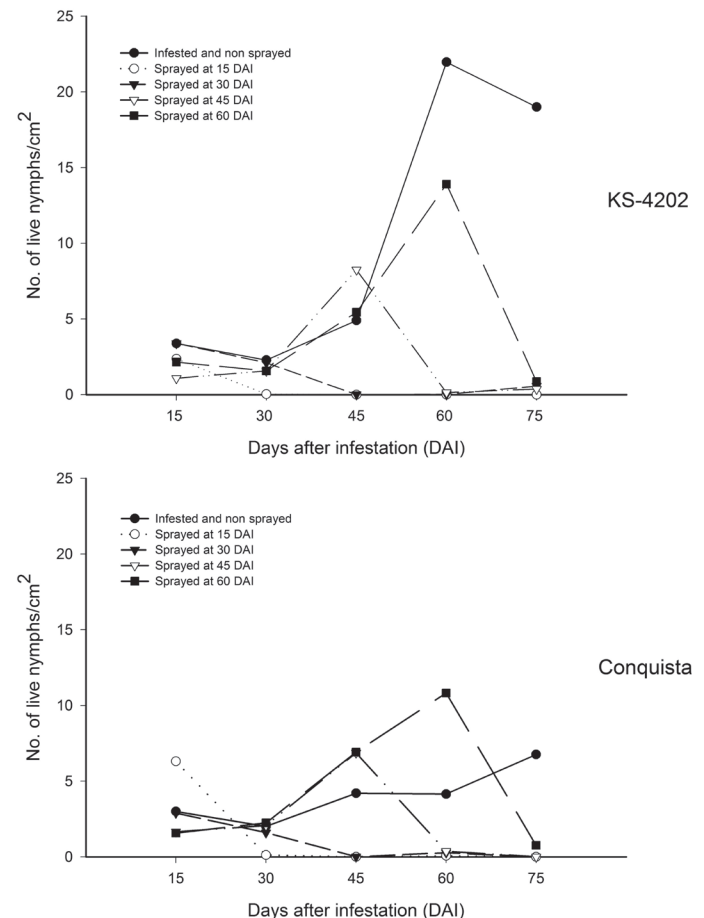 25
20
15
10
5
0
No. of live nymphs/cm2
Infested and non sprayed
Sprayed at 15 DAI
Sprayed at 30 DAI
Sprayed at 45 DAI
Sprayed at 60 DAI
KS-4202
15 30 45 60 75
Days after infestation (DAI)
25
20
15
10
5
0
No. of live nymphs/cm2
Infested and non sprayed
Sprayed at 15 DAI
Sprayed at 30 DAI
Sprayed at 45 DAI
Sprayed at 60 DAI
Conquista
15 30 45 60 75
Days after infestation (DAI)